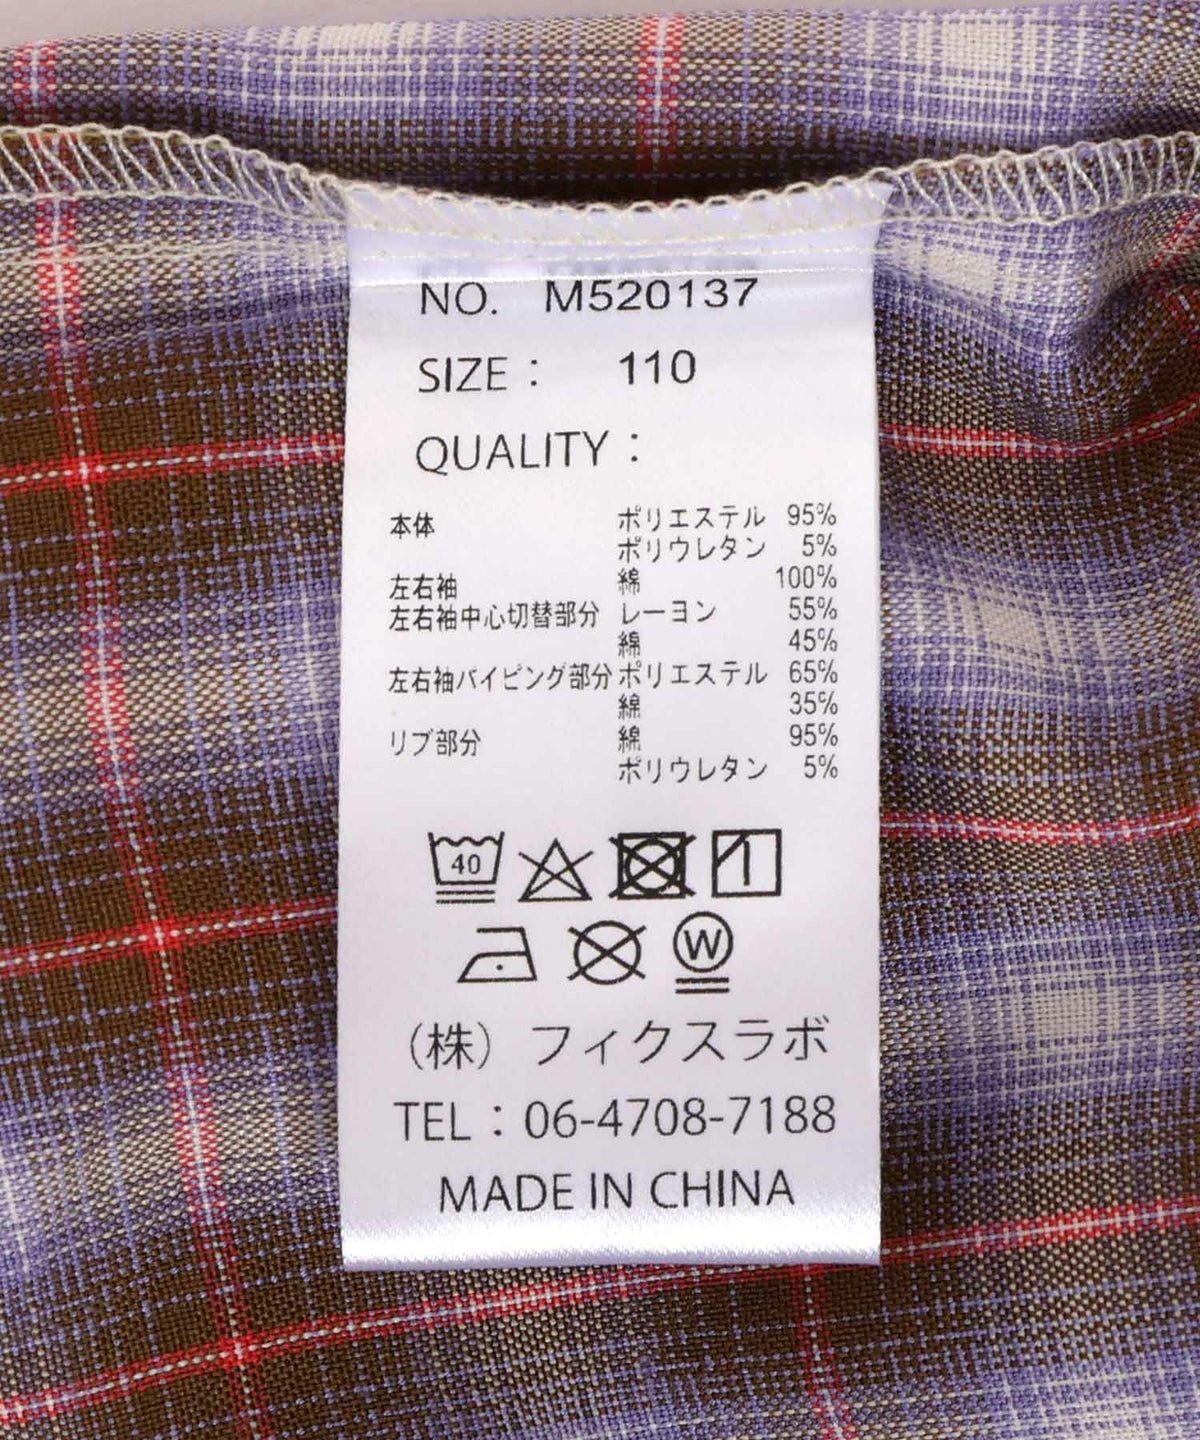 NO. M520137
SIZE： 110
QUALITY：
本体 ポリエステル 95%
ポリウレタン 5%
左右袖 綿 100%
左右袖中心切替部分 レーヨン 55%
綿 45%
左右袖パイピング部分 ポリエステル 65%
綿 35%
リブ部分 綿 95%
ポリウレタン 5%
40
W
（株）フィクスラボ
TEL：06-4708-7188
MADE IN CHINA